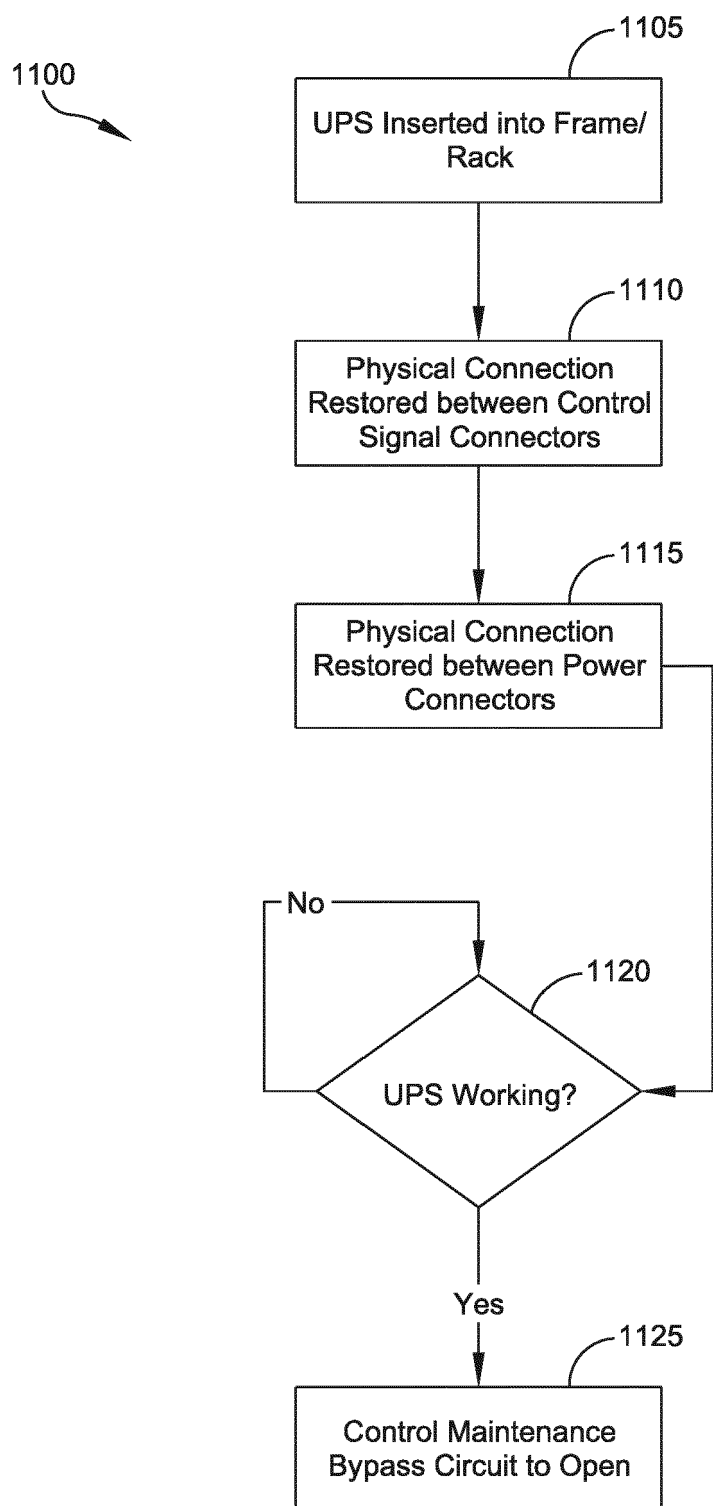 1100
1105
UPS Inserted into Frame/
Rack
1110
Physical Connection
Restored between Control
Signal Connectors
1115
Physical Connection
Restored between Power
Connectors
No
1120
UPS Working?
Yes
1125
Control Maintenance
Bypass Circuit to Open